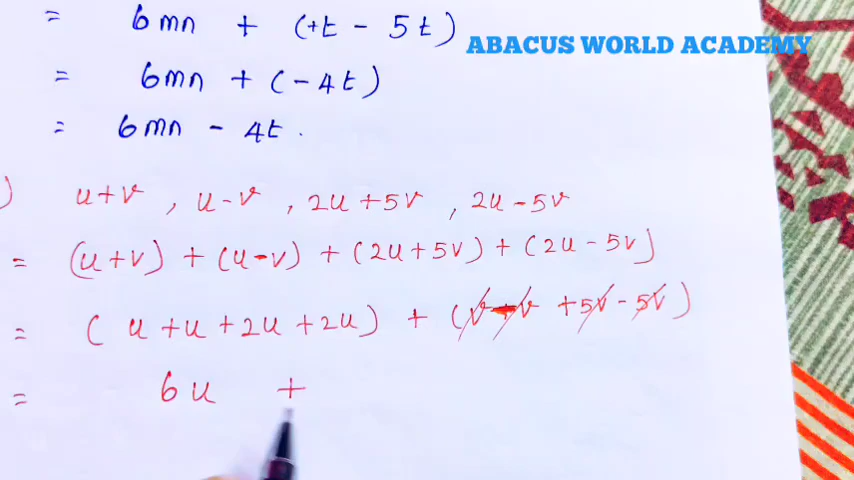 = 6mn + (+t - 5t)
ABACUS WORLD ACADEMY
= 6mn + (-4t)
= 6mn - 4t.
) u+v, u-v, 2u+5v, 2u-5v
= (u+v) + (u-v) + (2u+5v) + (2u-5v)
= (u+u+2u+2u) + (v-v+5v-5v)
= 6u +